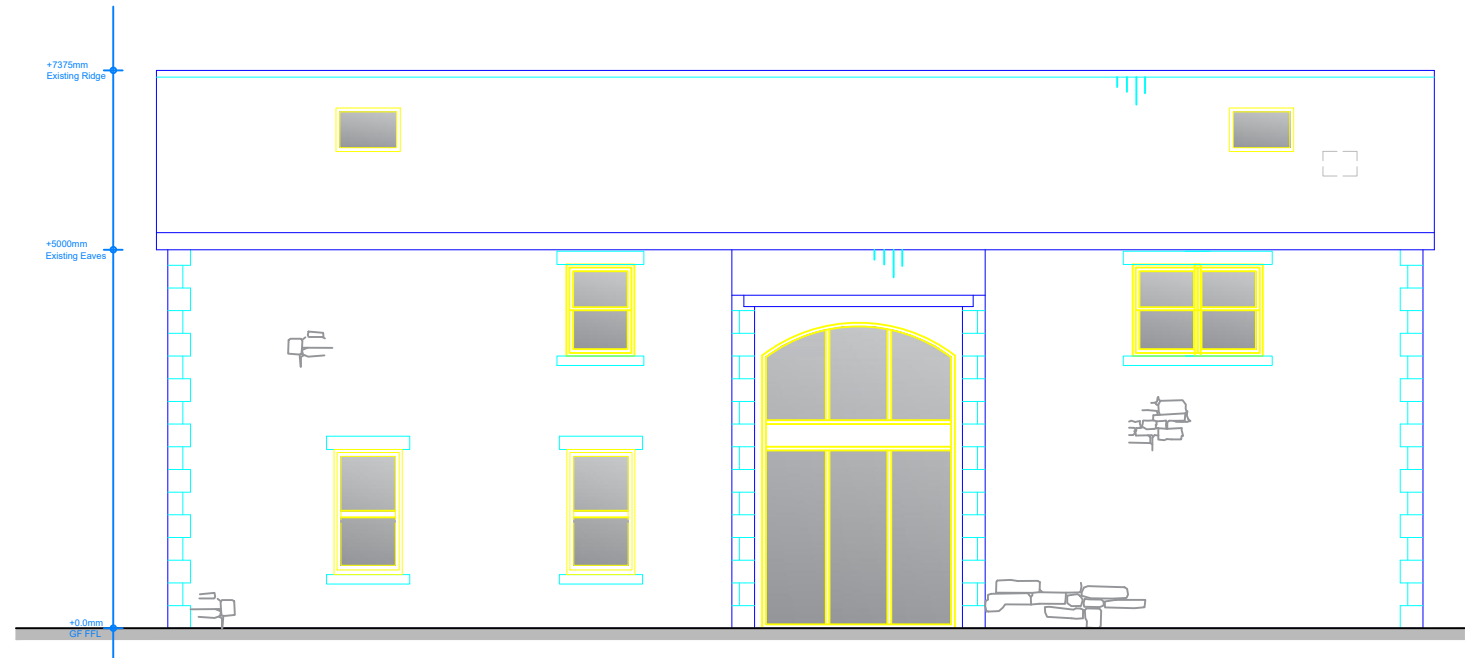 +7375mm
Existing Ridge
+5000mm
Existing Eaves
+0.0mm
GF FFL